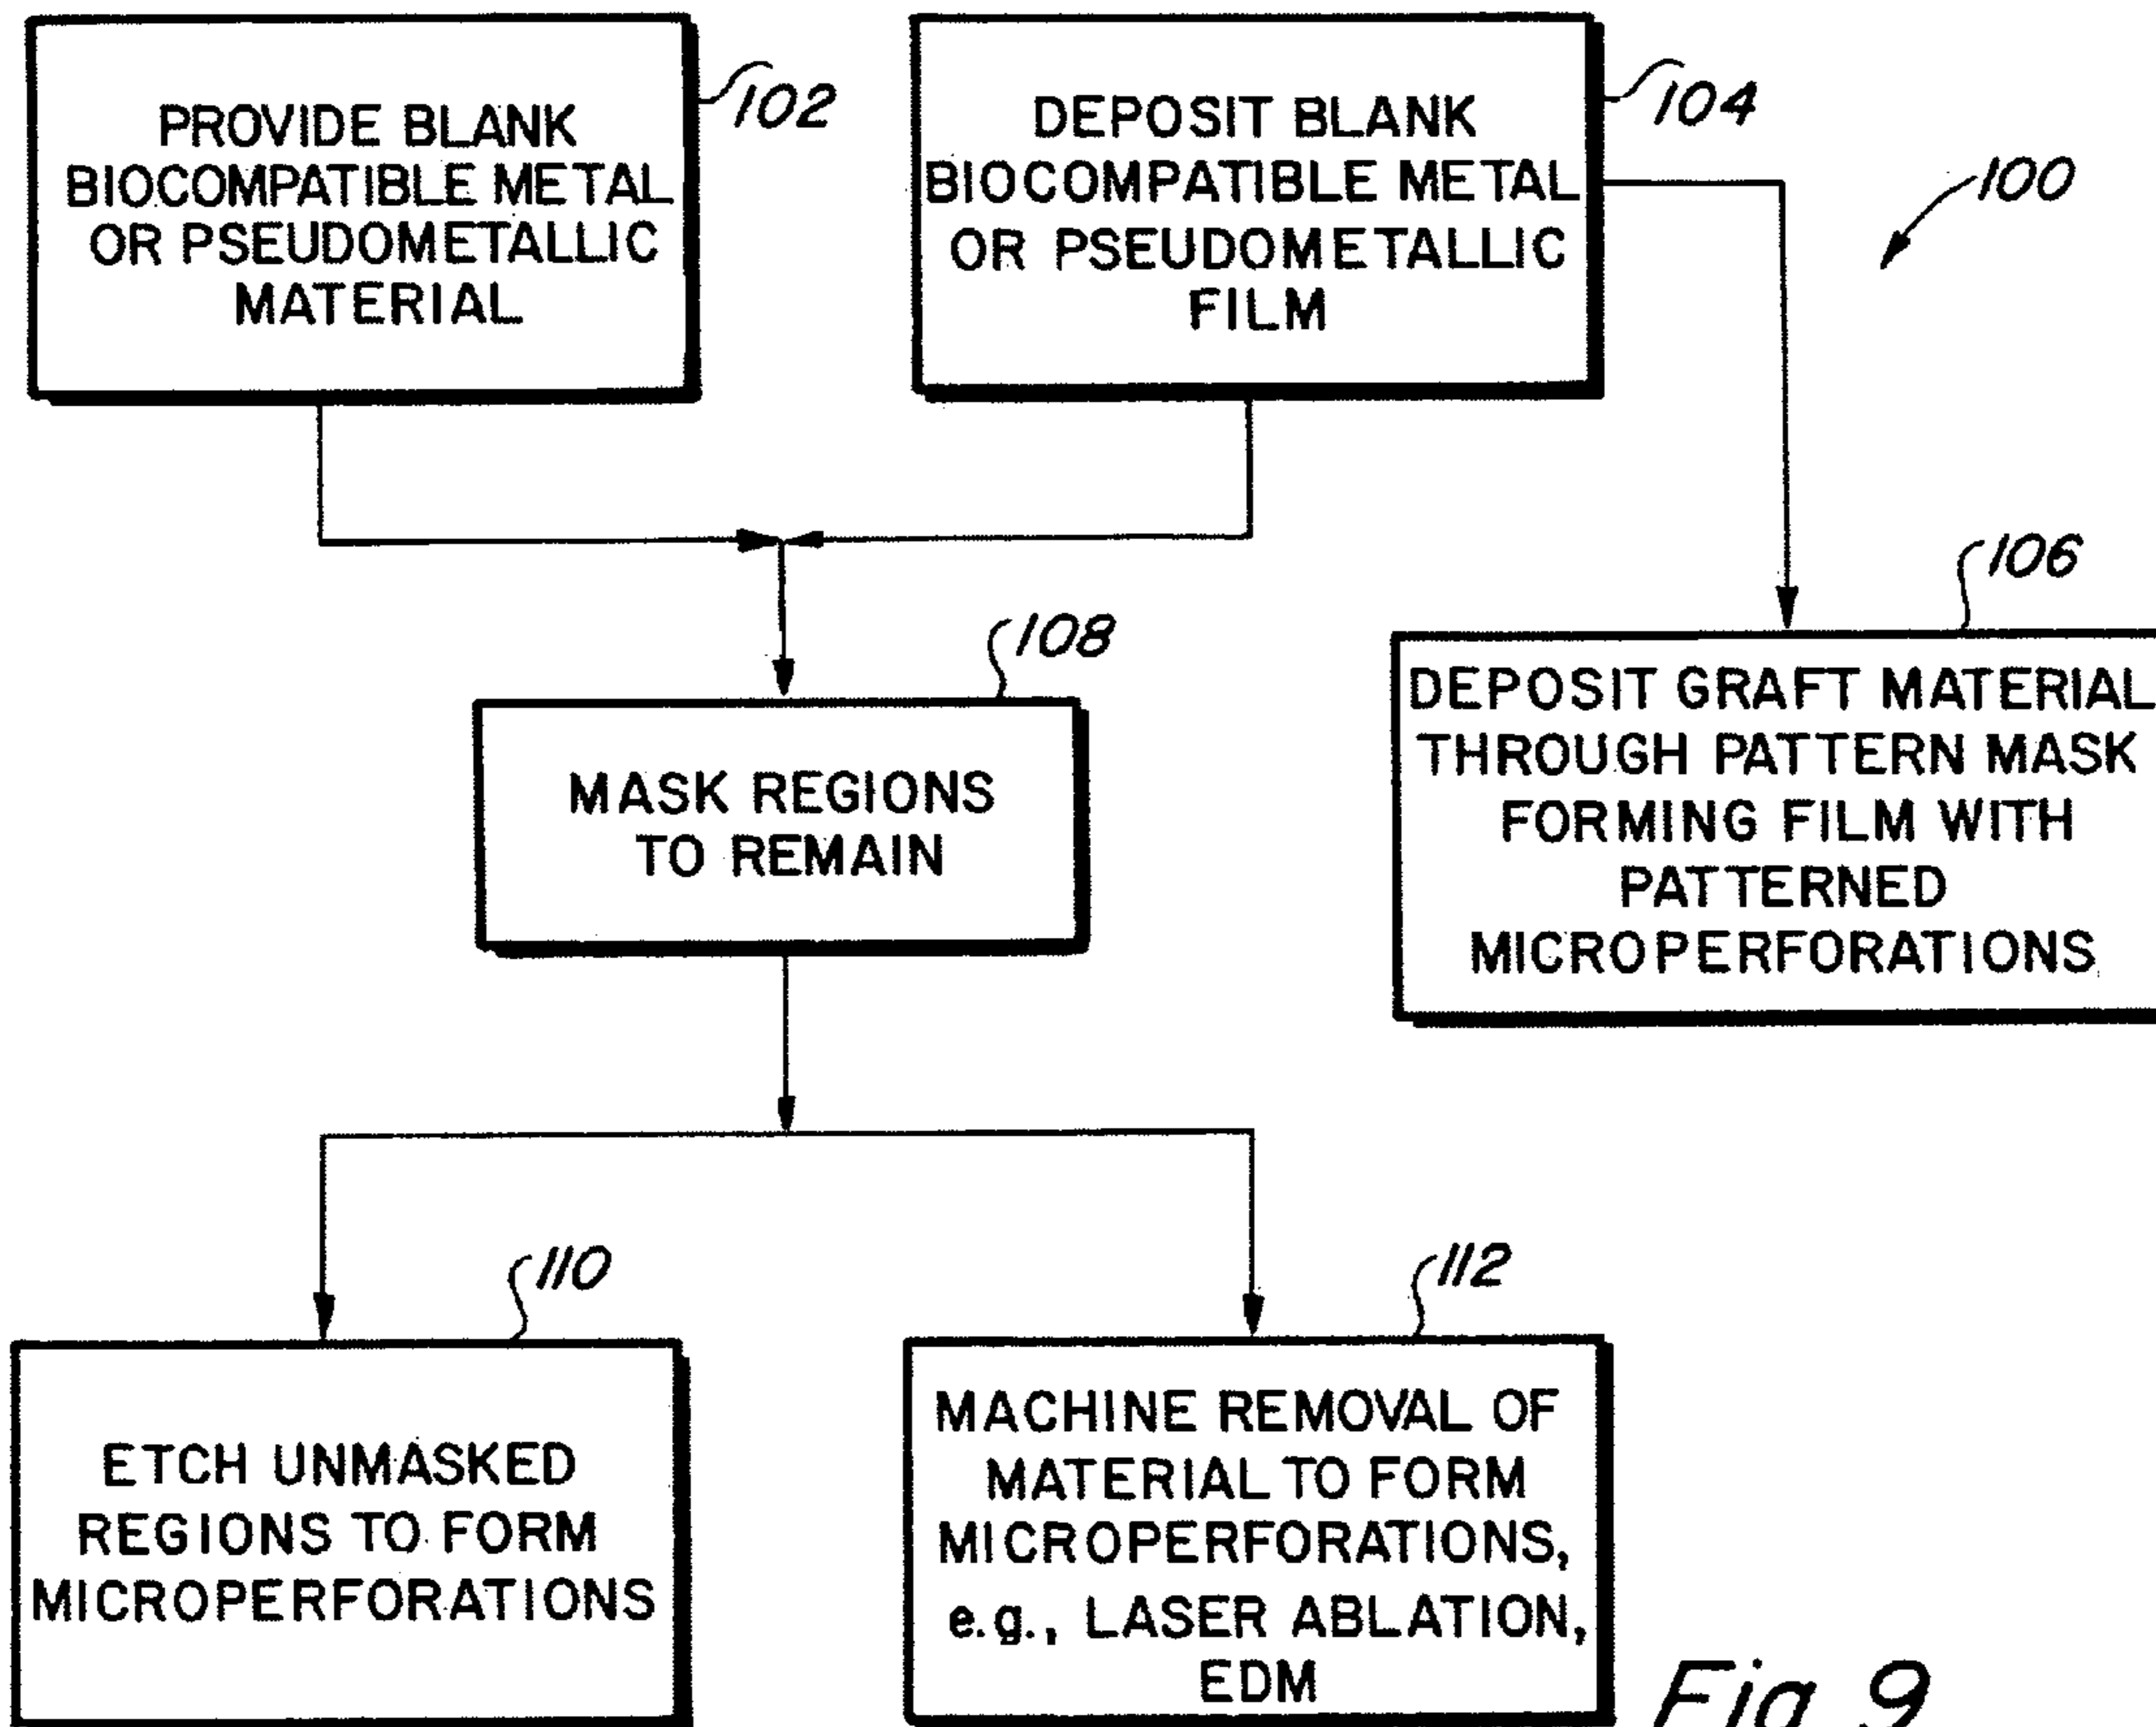 PROVIDE BLANK
BIOCOMPATIBLE METAL
OR PSEUDOMETALLIC
MATERIAL
102
DEPOSIT BLANK
BIOCOMPATIBLE METAL
OR PSEUDOMETALLIC
FILM
104
100
106
DEPOSIT GRAFT MATERIAL
THROUGH PATTERN MASK
FORMING FILM WITH
PATTERNED
MICROPERFORATIONS
108
MASK REGIONS
TO REMAIN
110
ETCH UNMASKED
REGIONS TO FORM
MICROPERFORATIONS
112
MACHINE REMOVAL OF
MATERIAL TO FORM
MICROPERFORATIONS,
e.g., LASER ABLATION,
EDM
Fig 9